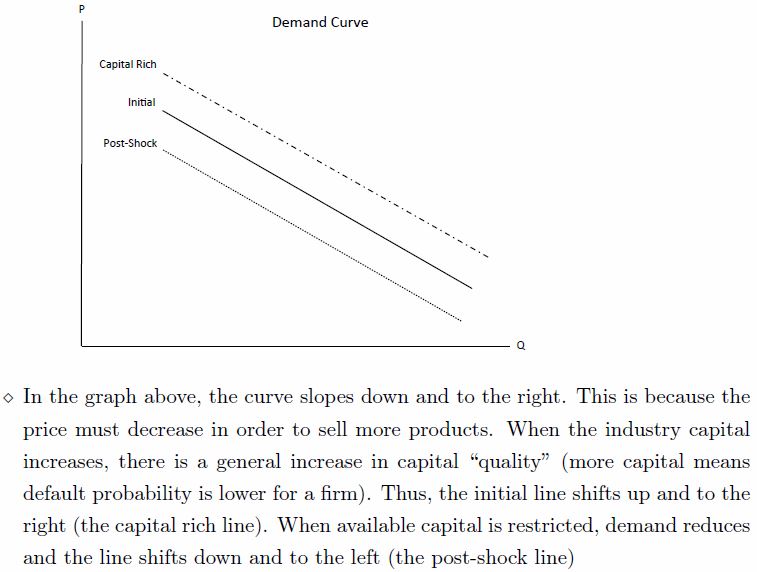 P
Demand Curve
Capital Rich
Initial
Post-Shock
Q
⋄ In the graph above, the curve slopes down and to the right. This is because the
price must decrease in order to sell more products. When the industry capital
increases, there is a general increase in capital “quality” (more capital means
default probability is lower for a firm). Thus, the initial line shifts up and to the
right (the capital rich line). When available capital is restricted, demand reduces
and the line shifts down and to the left (the post-shock line)